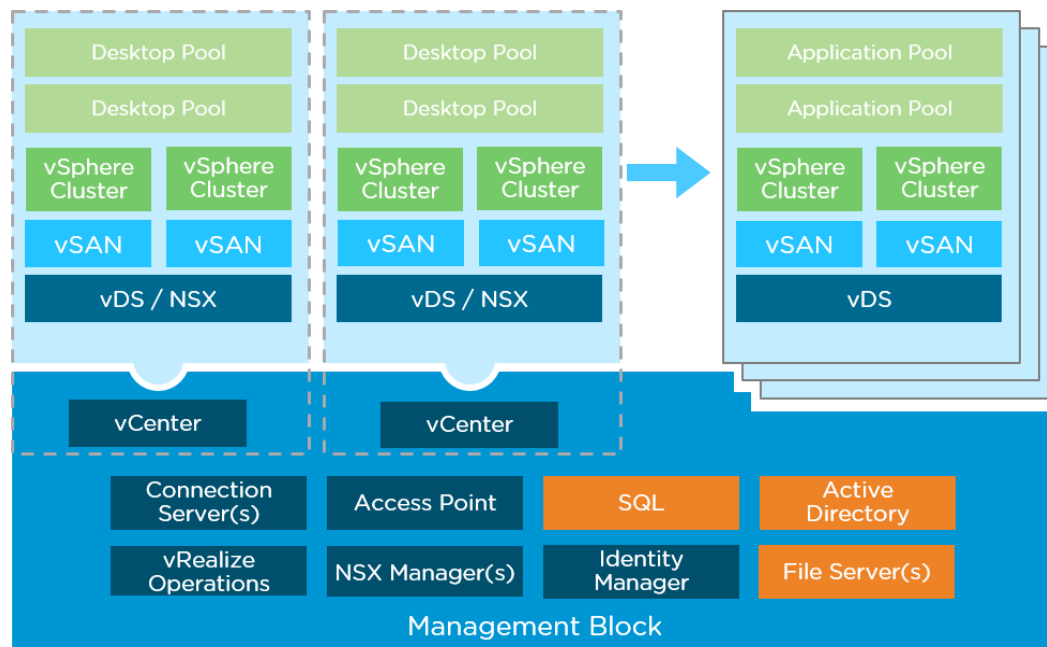 Desktop Pool
Desktop Pool
vSphere
Cluster
vSphere
Cluster
vSAN
vSAN
vDS / NSX
vCenter
Desktop Pool
Desktop Pool
vSphere
Cluster
vSphere
Cluster
vSAN
vSAN
vDS / NSX
vCenter
Application Pool
Application Pool
vSphere
Cluster
vSphere
Cluster
vSAN
vSAN
vDS
Connection
Server(s)
Access Point
SQL
Active
Directory
vRealize
Operations
NSX Manager(s)
Identity
Manager
File Server(s)
Management Block